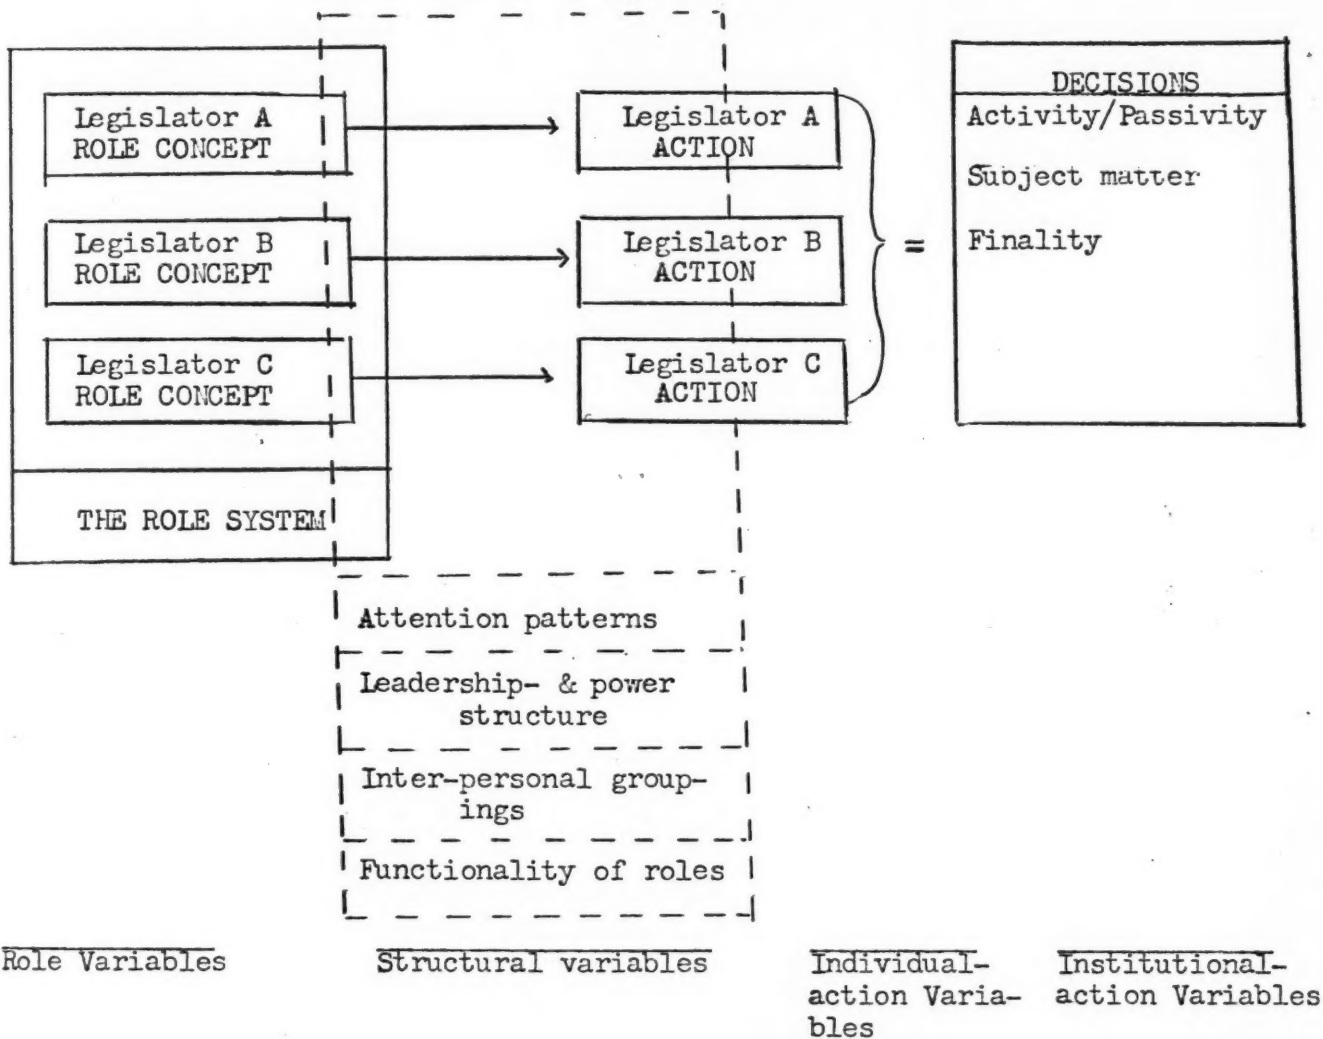 Legislator A
ROLE CONCEPT
Legislator B
ROLE CONCEPT
Legislator C
ROLE CONCEPT
THE ROLE SYSTEM
Legislator A
ACTION
Legislator B
ACTION
Legislator C
ACTION
=
DECISIONS
Activity/Passivity
Subject matter
Finality
Attention patterns
Leadership- & power
structure
Inter-personal group-
ings
Functionality of roles
Role Variables
Structural variables
Individual-
action Varia-
bles
Institutional-
action Variables